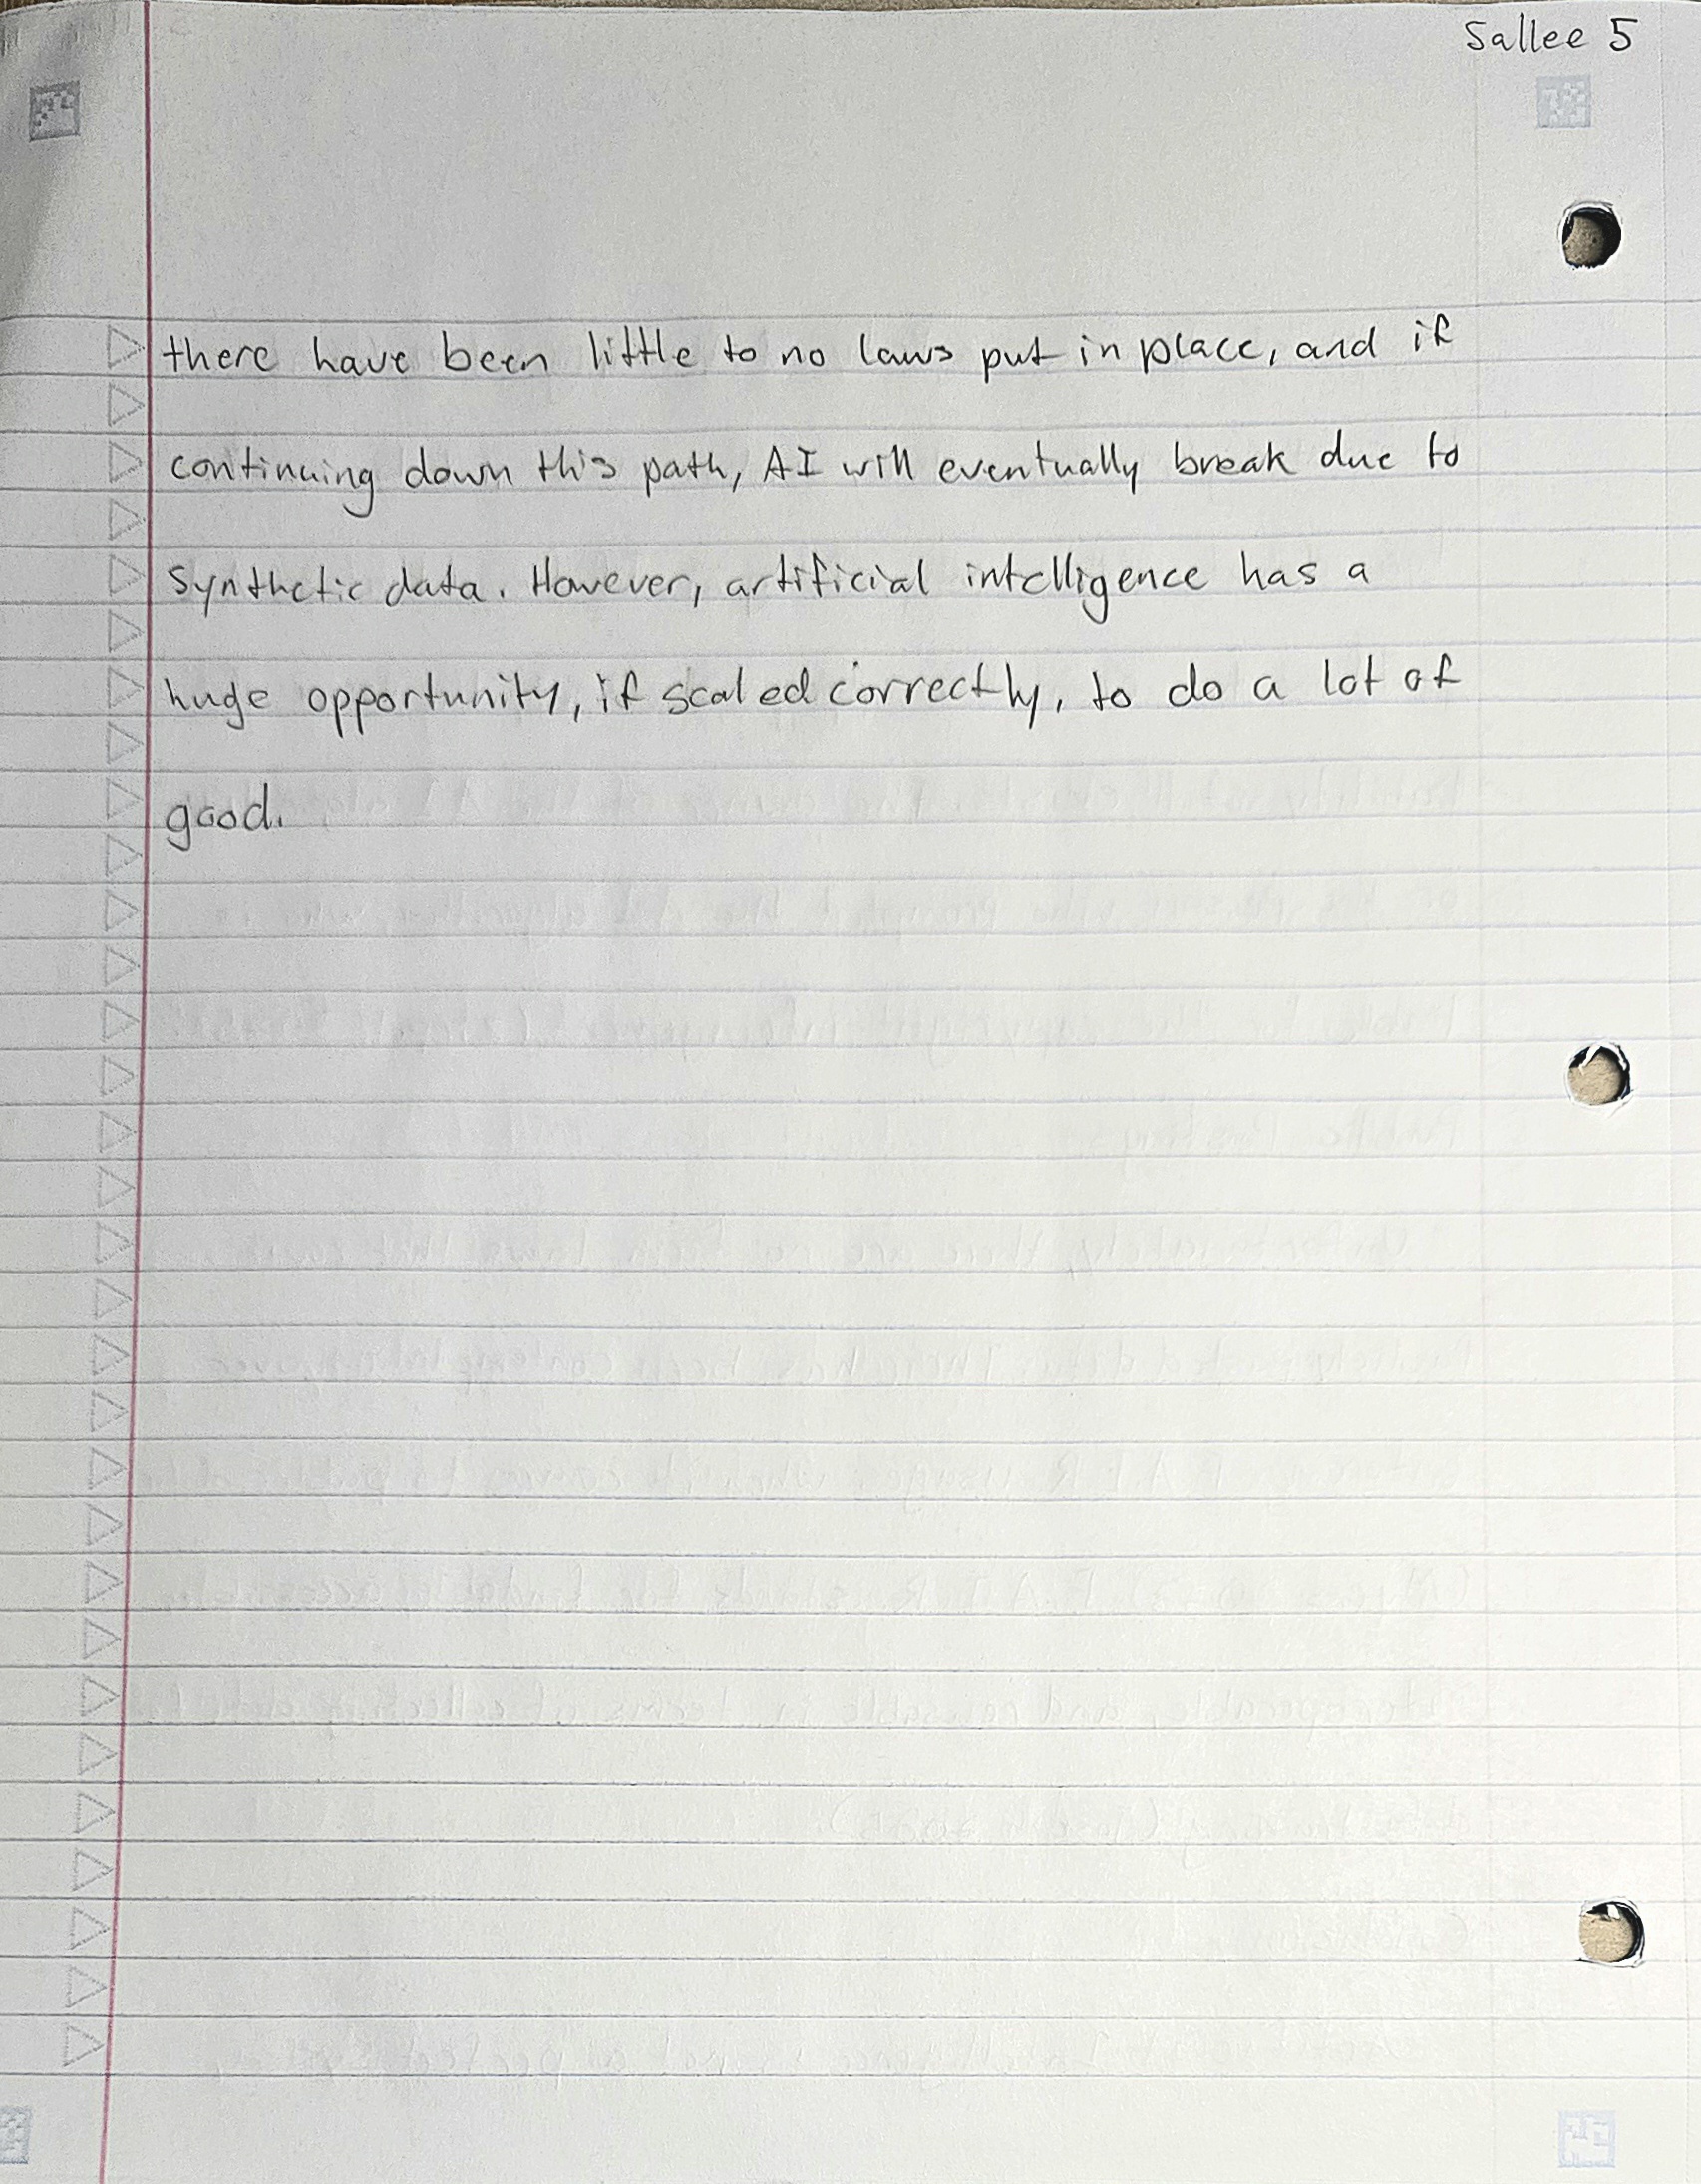 Sallee 5
there have been little to no laws put in place, and if
continuing down this path, AI will eventually break due to
synthetic data. However, artificial intelligence has a
huge opportunity, if scaled correctly, to do a lot of
good.